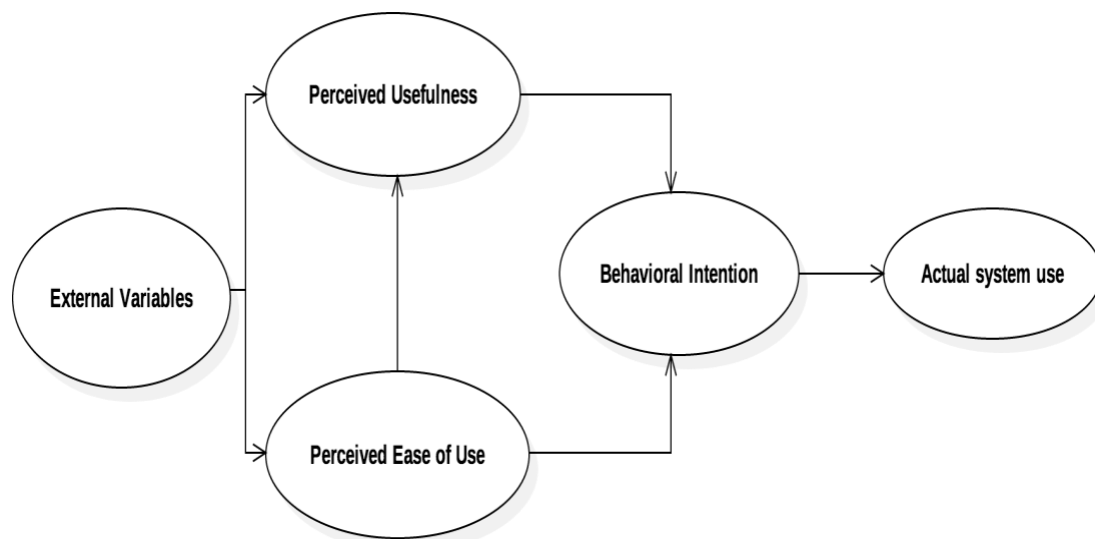 Perceived Usefulness
External Variables
Behavioral Intention
Actual system use
Perceived Ease of Use